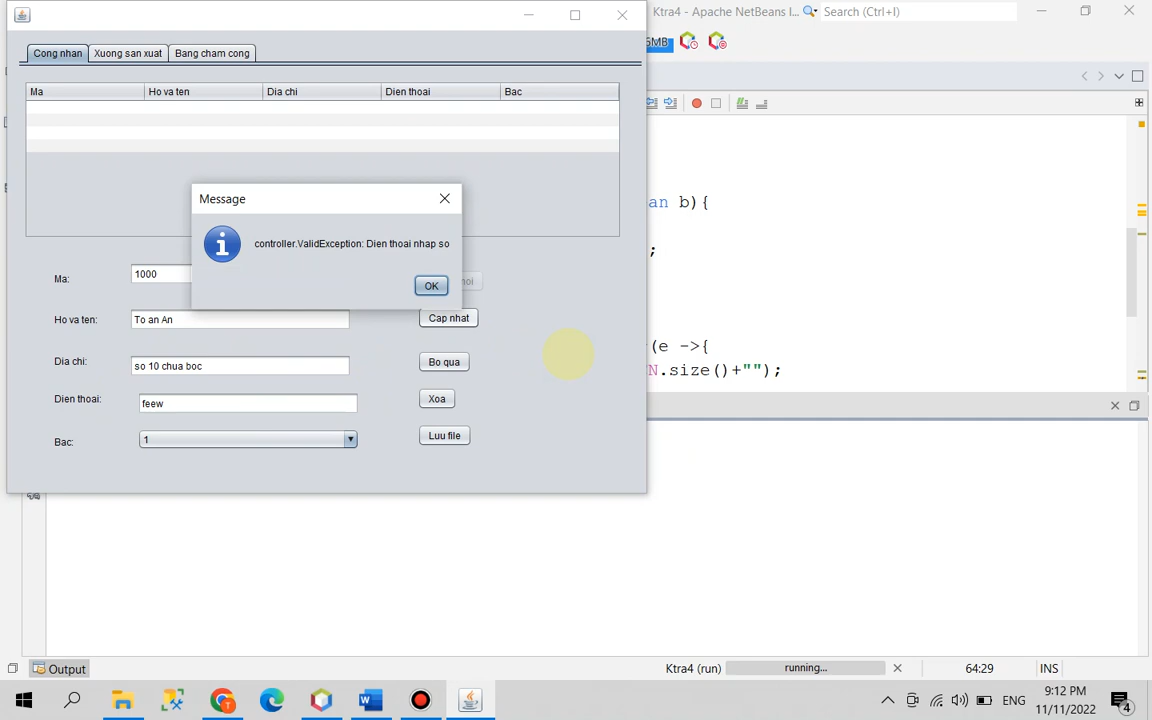 Ktra4 - Apache NetBeans I...
Search (Ctrl+I)
Cong nhan
Xuong san xuat
Bang cham cong
Ma
Ho va ten
Dia chi
Dien thoai
Bac
an b){
;
(e ->{
N.size()+"");
Message
controller.ValidException: Dien thoai nhap so
OK
Ma:
1000
Ho va ten:
To an An
Cap nhat
Dia chi:
so 10 chua boc
Bo qua
Dien thoai:
feew
Xoa
Bac:
1
Luu file
Output
Ktra4 (run)
running...
64:29
INS
ENG
9:12 PM
11/11/2022
4